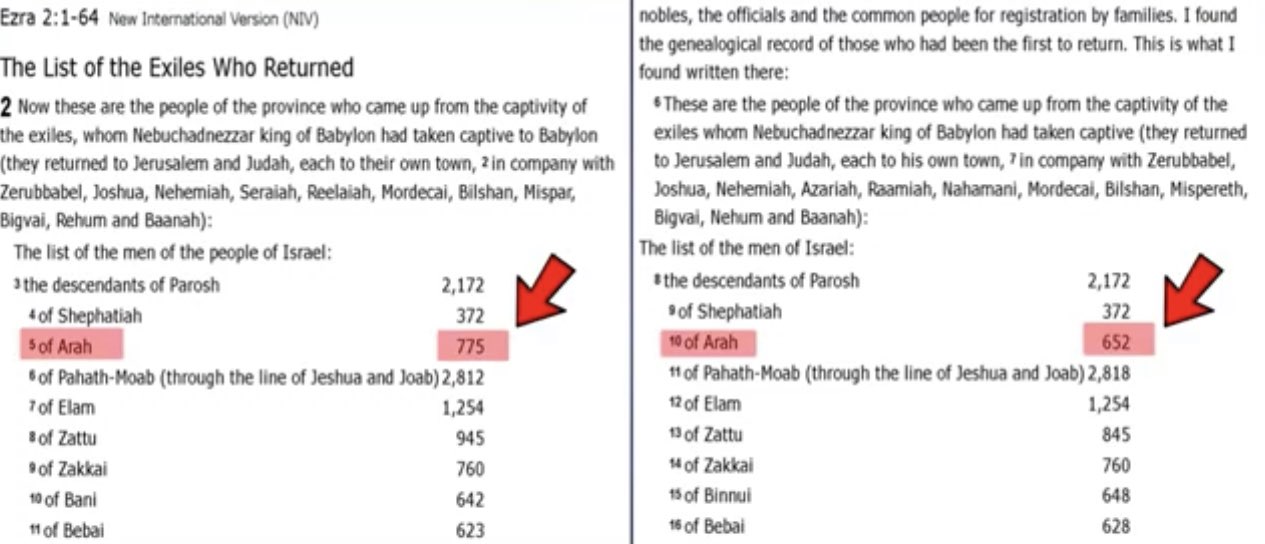 Ezra 2:1-64 New International Version (NIV)
The List of the Exiles Who Returned
2 Now these are the people of the province who came up from the captivity of
the exiles, whom Nebuchadnezzar king of Babylon had taken captive to Babylon
(they returned to Jerusalem and Judah, each to their own town, 2 in company with
Zerubbabel, Joshua, Nehemiah, Seraiah, Reelaiah, Mordecai, Bilshan, Mispar,
Bigvai, Rehum and Baanah):
The list of the men of the people of Israel:
3 the descendants of Parosh 2,172
4 of Shephatiah 372
5 of Arah 775
6 of Pahath-Moab (through the line of Jeshua and Joab) 2,812
7 of Elam 1,254
8 of Zattu 945
9 of Zakkai 760
10 of Bani 642
11 of Bebai 623
nobles, the officials and the common people for registration by families. I found
the genealogical record of those who had been the first to return. This is what I
found written there:
6 These are the people of the province who came up from the captivity of the
exiles whom Nebuchadnezzar king of Babylon had taken captive (they returned
to Jerusalem and Judah, each to his own town, 7 in company with Zerubbabel,
Joshua, Nehemiah, Azariah, Raamiah, Nahamani, Mordecai, Bilshan, Mispereth,
Bigvai, Nehum and Baanah):
The list of the men of Israel:
8 the descendants of Parosh 2,172
9 of Shephatiah 372
10 of Arah 652
11 of Pahath-Moab (through the line of Jeshua and Joab) 2,818
12 of Elam 1,254
13 of Zattu 845
14 of Zakkai 760
15 of Binnui 648
16 of Bebai 628